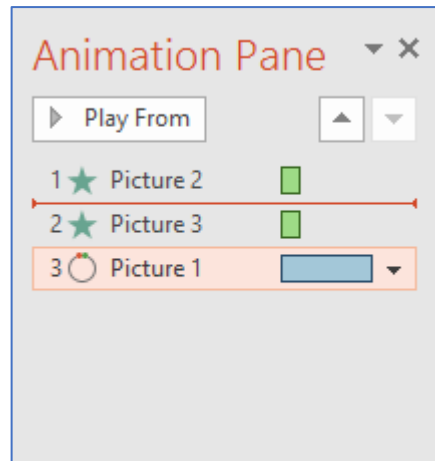 Animation Pane
Play From
1 Picture 2
2 Picture 3
3 Picture 1